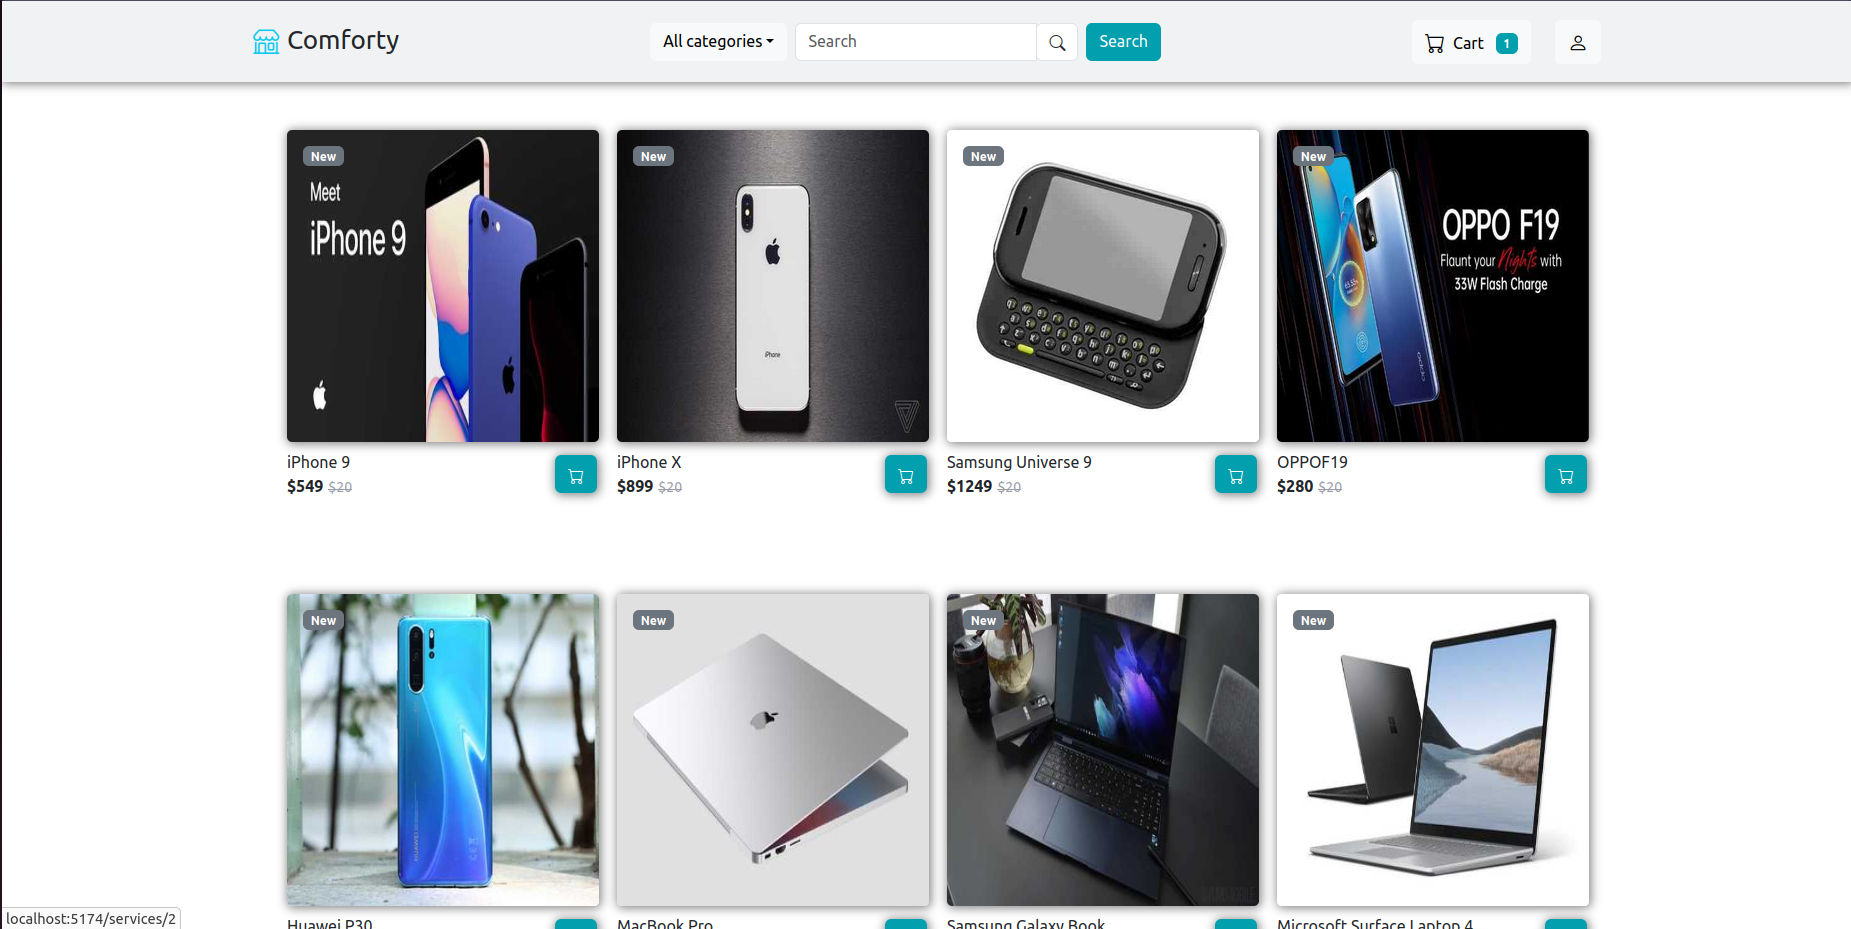 Comforty
All categories
Search
Search
Cart 1
New
Meet
iPhone 9
New
iPhone
New
New
OPPO F19
Flaunt your Nights with
33W Flash Charge
oppo
iPhone 9
$549 $20
iPhone X
$899 $20
Samsung Universe 9
$1249 $20
OPPOF19
$280 $20
New
HUAWEI
New
New
New
Huawei P30
MacBook Pro
Samsung Galaxy Book
Microsoft Surface Laptop 4
localhost:5174/services/2